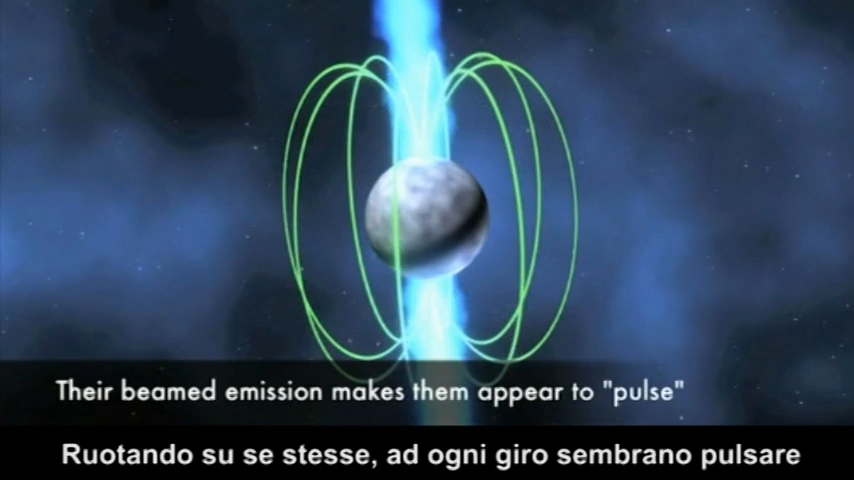 Their beamed emission makes them appear to "pulse"
Ruotando su se stesse, ad ogni giro sembrano pulsare